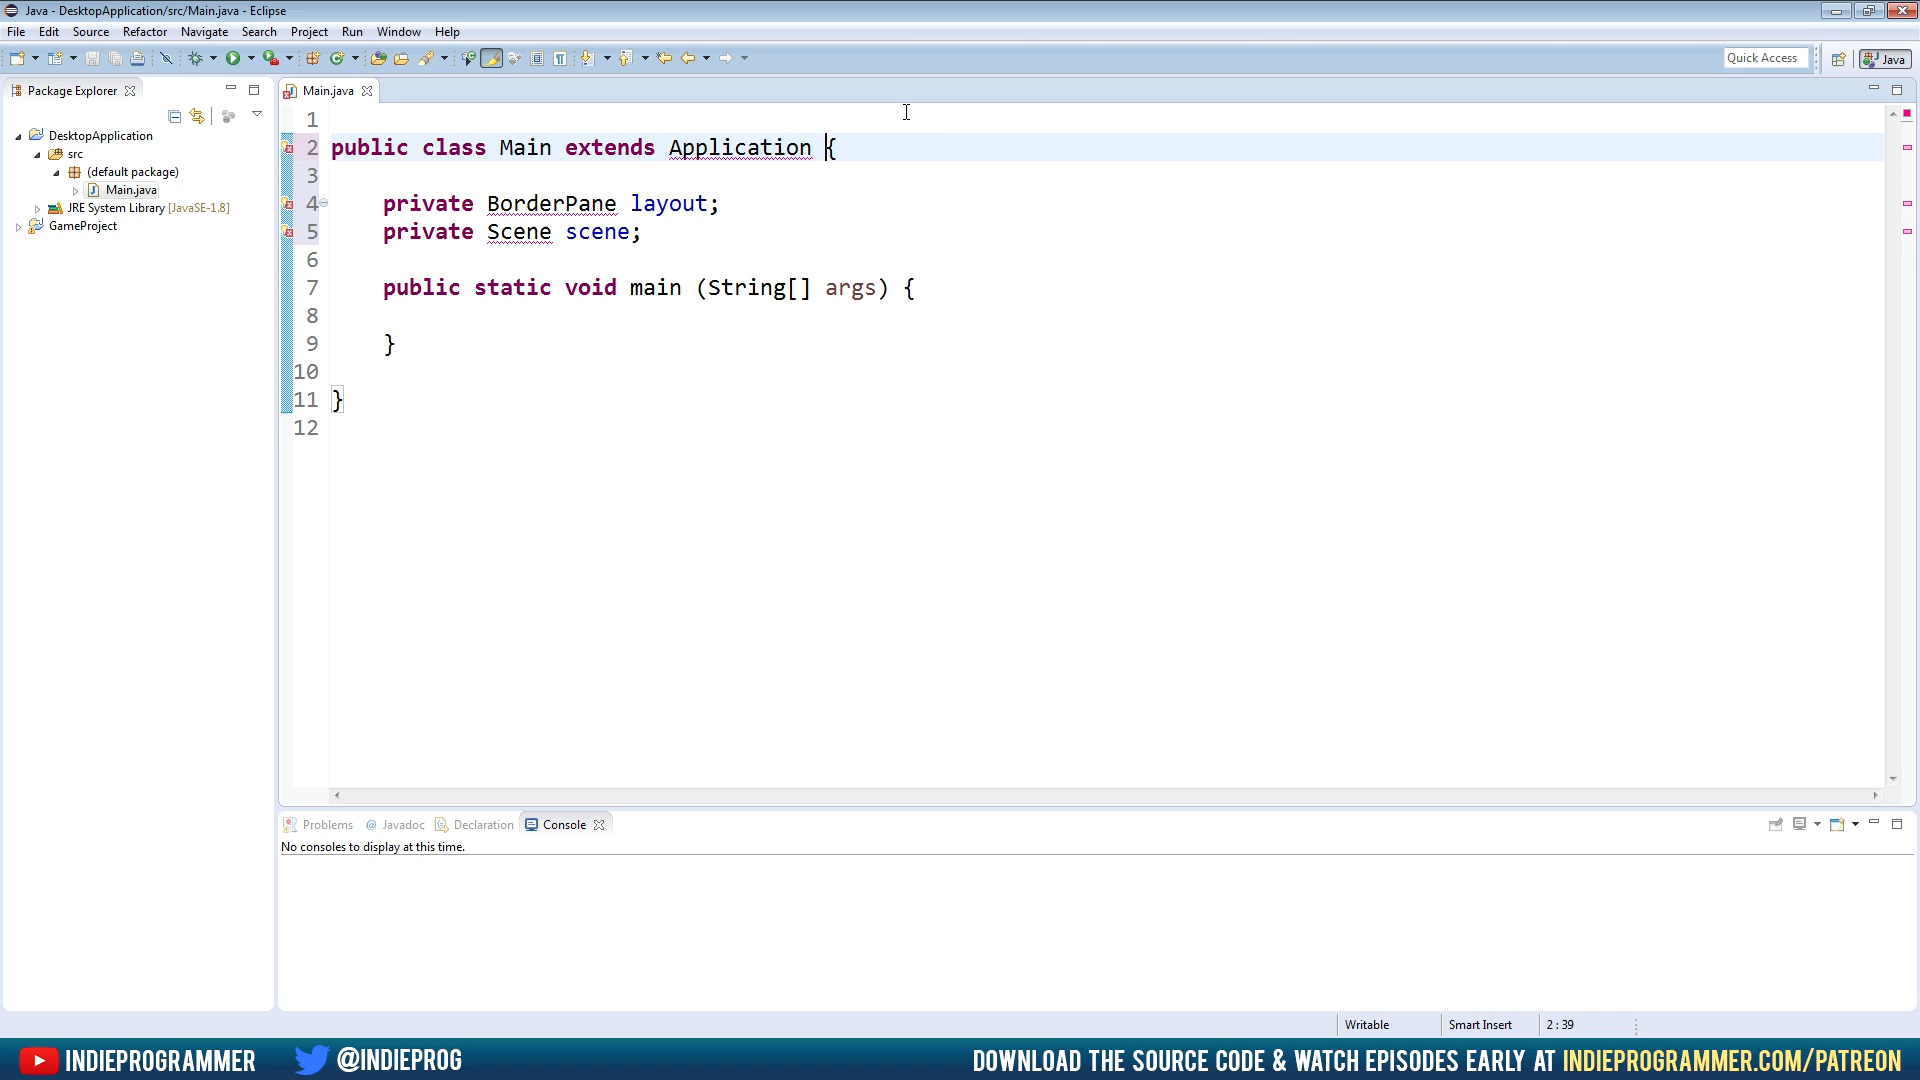 Java - DesktopApplication/src/Main.java - Eclipse
File Edit Source Refactor Navigate Search Project Run Window Help
Quick Access
Java
Package Explorer
Main.java
DesktopApplication
src
(default package)
Main.java
JRE System Library [JavaSE-1.8]
GameProject
1
2 public class Main extends Application {
3
4 private BorderPane layout;
5 private Scene scene;
6
7 public static void main (String[] args) {
8
9 }
10
11 }
12
Problems @ Javadoc Declaration Console
No consoles to display at this time.
Writable Smart Insert 2 : 39
INDIEPROGRAMMER @INDIEPROG DOWNLOAD THE SOURCE CODE & WATCH EPISODES EARLY AT INDIEPROGRAMMER.COM/PATREON